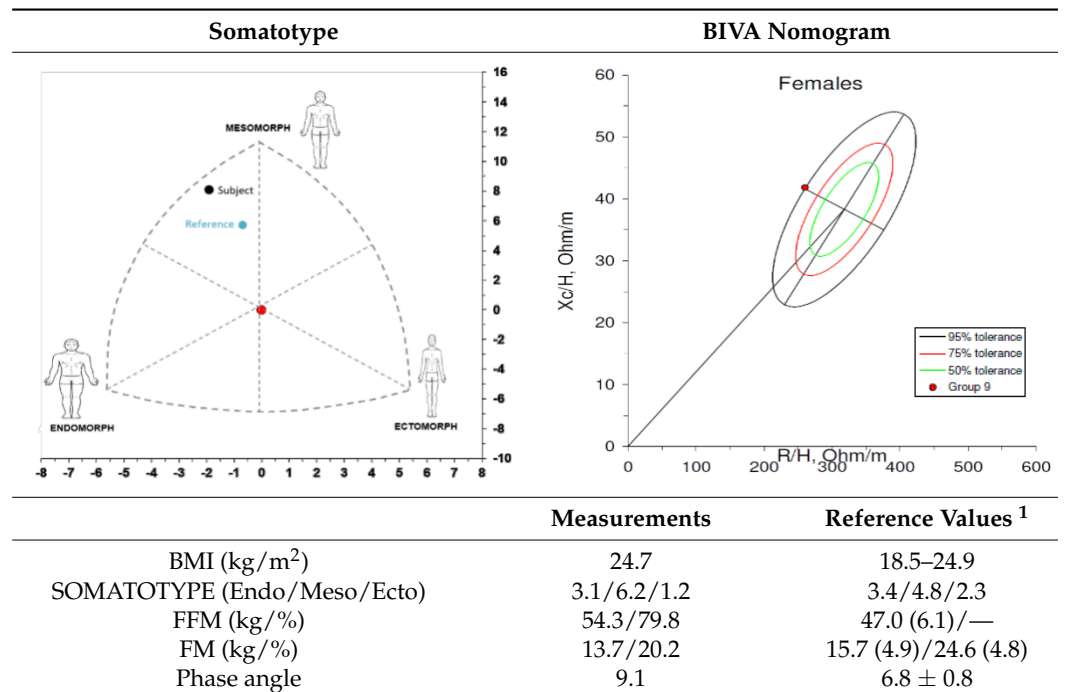 Somatotype BIVA Nomogram
16
14
12
10
8
6
4
2
0
-2
-4
-6
-8
-10
MESOMORPH
Subject
Reference
ENDOMORPH
ECTOMORPH
-8 -7 -6 -5 -4 -3 -2 -1 0 1 2 3 4 5 6 7 8
Females
60
50
40
30
20
10
0
Xc/H, Ohm/m
95% tolerance
75% tolerance
50% tolerance
Group 9
0 100 200 300 400 500 600
R/H, Ohm/m
Measurements Reference Values 1
BMI (kg/m2) 24.7 18.5–24.9
SOMATOTYPE (Endo/Meso/Ecto) 3.1/6.2/1.2 3.4/4.8/2.3
FFM (kg/%) 54.3/79.8 47.0 (6.1)/—
FM (kg/%) 13.7/20.2 15.7 (4.9)/24.6 (4.8)
Phase angle 9.1 6.8 ± 0.8